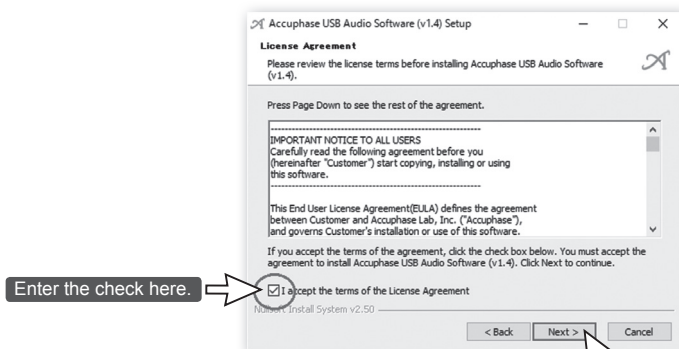 Accuphase USB Audio Software (v1.4) Setup
License Agreement
Please review the license terms before installing Accuphase USB Audio Software
(v1.4).
Press Page Down to see the rest of the agreement.
IMPORTANT NOTICE TO ALL USERS
Carefully read the following agreement before you
(hereinafter "Customer") start copying, installing or using
this software.
This End User License Agreement(EULA) defines the agreement
between Customer and Accuphase Lab, Inc. ("Accuphase"),
and governs Customer's installation or use of this software.
If you accept the terms of the agreement, click the check box below. You must accept the
agreement to install Accuphase USB Audio Software (v1.4). Click Next to continue.
Enter the check here.
I accept the terms of the License Agreement
Nullsoft Install System v2.50
< Back Next > Cancel